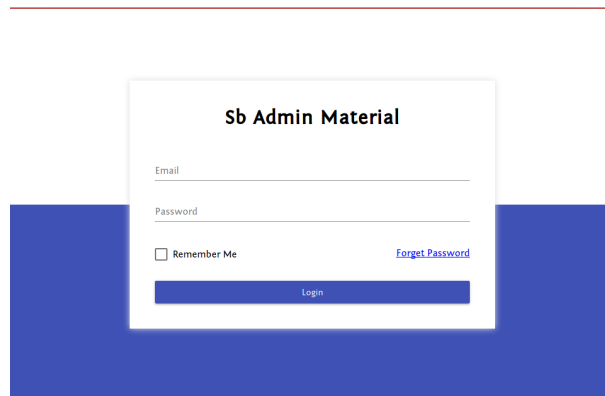 Sb Admin Material
Email
Password
Remember Me
Forget Password
Login